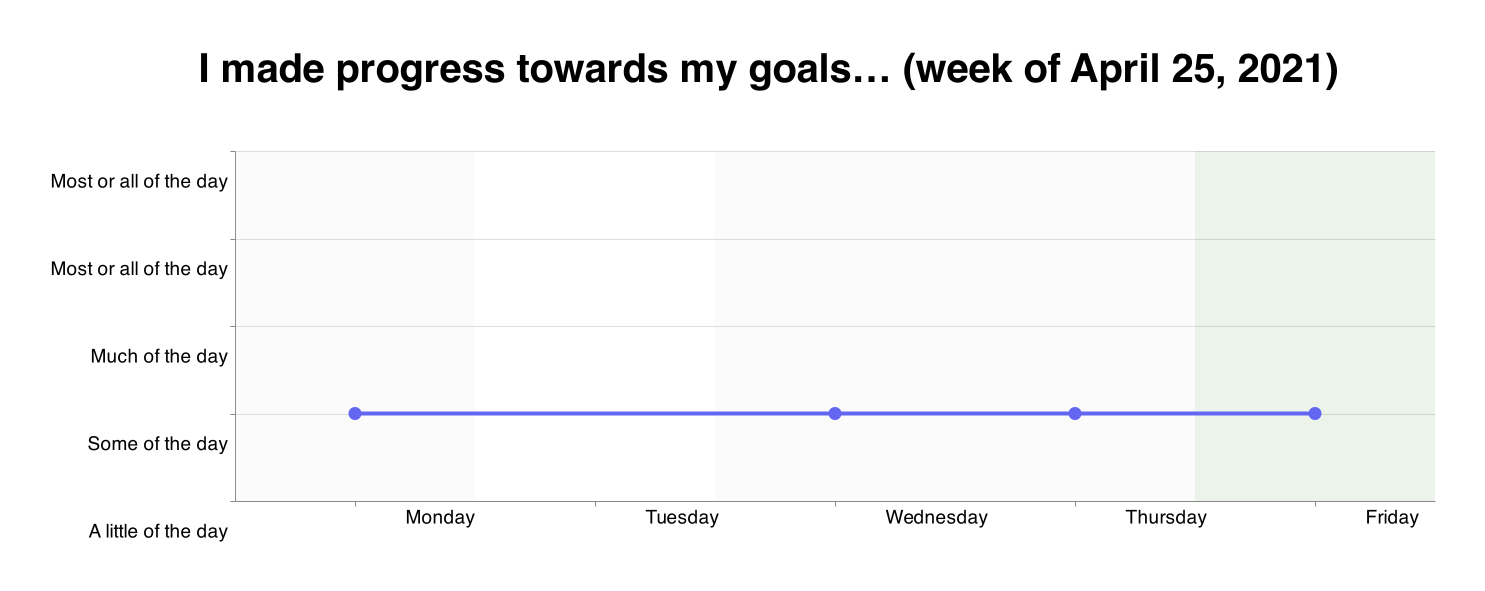 I made progress towards my goals… (week of April 25, 2021)
Most or all of the day
Most or all of the day
Much of the day
Some of the day
A little of the day
Monday
Tuesday
Wednesday
Thursday
Friday